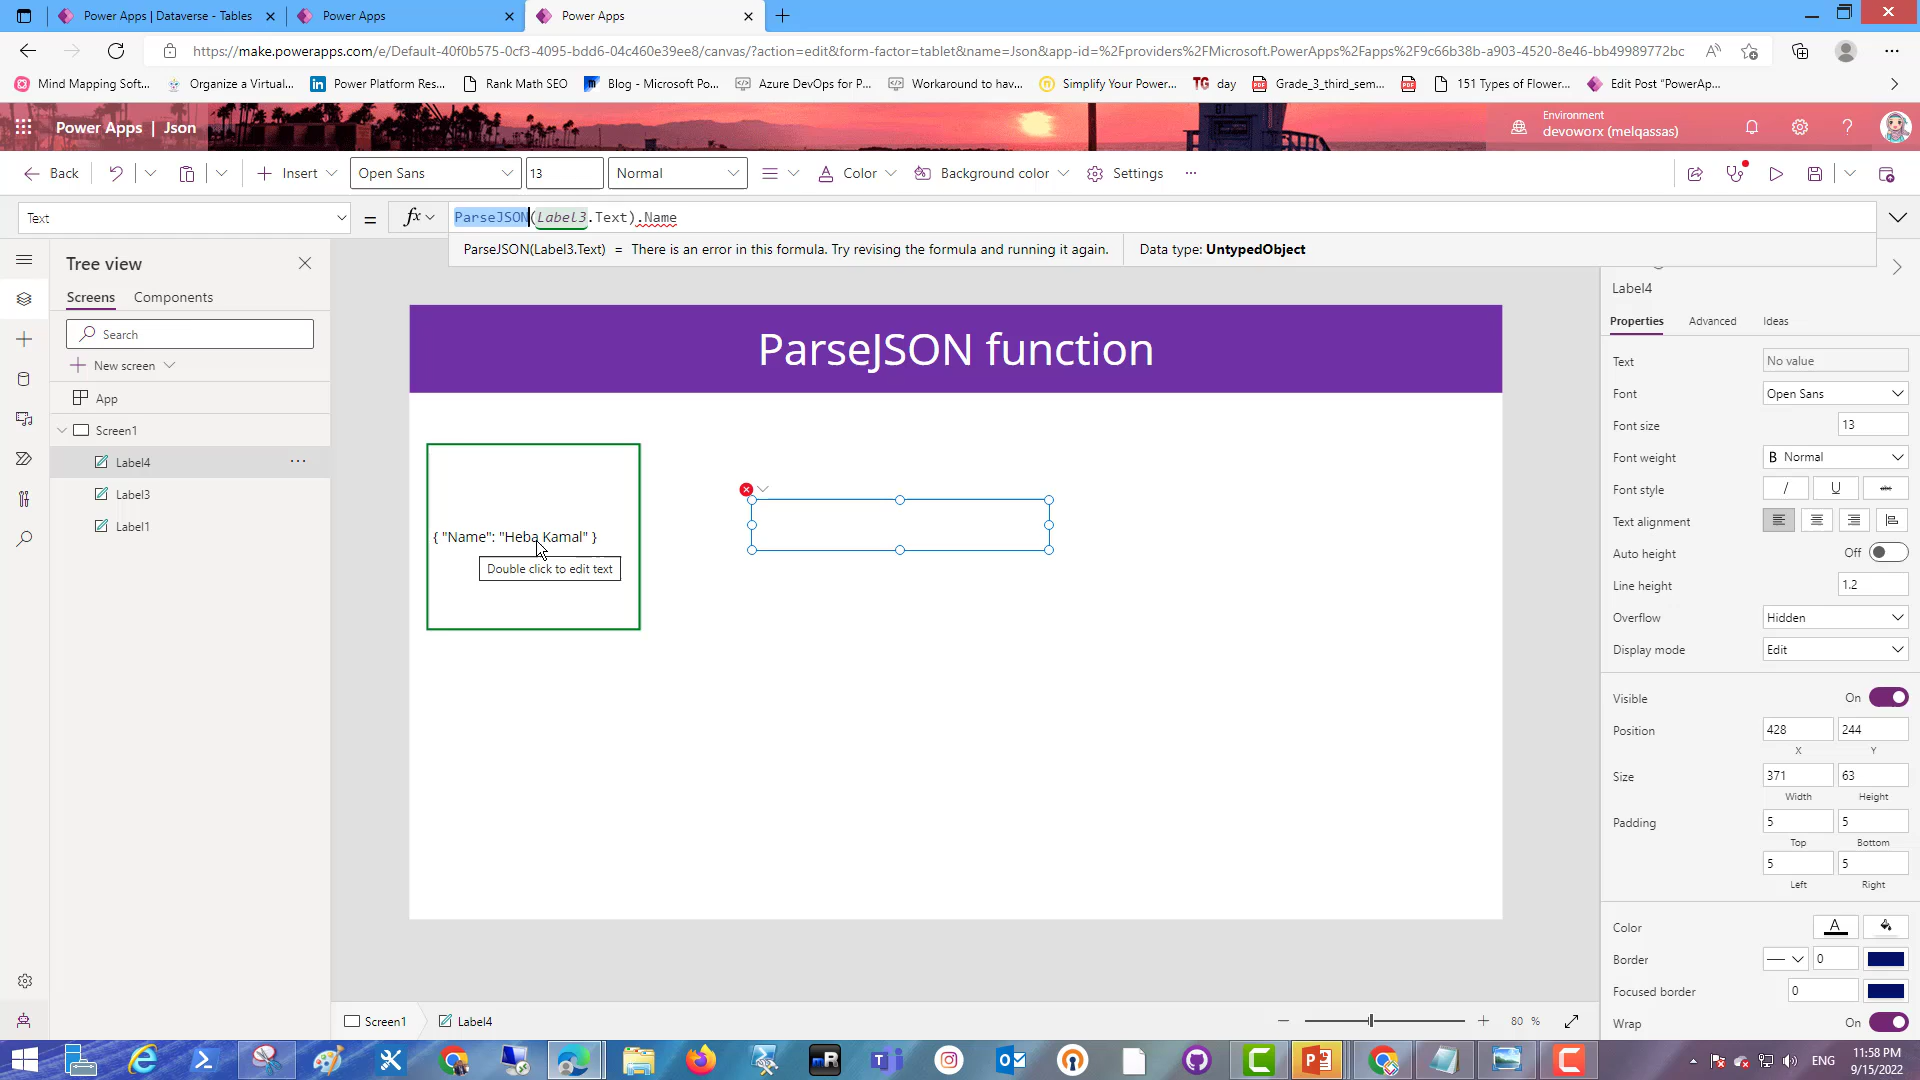 Power Apps | Dataverse - Tables
Power Apps
Power Apps
https://make.powerapps.com/e/Default-40f0b575-0cf3-4095-bdd6-04c460e39ee8/canvas/?action=edit&form-factor=tablet&name=Json&app-id=%2Fproviders%2FMicrosoft.PowerApps%2Fapps%2F9c66b38b-a903-4520-8e46-bb49989772bc
Mind Mapping Soft...
Organize a Virtual...
Power Platform Res...
Rank Math SEO
Blog - Microsoft Po...
Azure DevOps for P...
Workaround to hav...
Simplify Your Power...
TG day
Grade_3_third_sem...
151 Types of Flower...
Edit Post "PowerAp...
Power Apps | Json
Environment
devoworx (melqassas)
Back
Insert
Open Sans
13
Normal
Color
Background color
Settings
Text
=
fx
ParseJSON(Label3.Text).Name
ParseJSON(Label3.Text) = There is an error in this formula. Try revising the formula and running it again.
Data type: UntypedObject
Tree view
Screens
Components
Search
New screen
App
Screen1
Label4
Label3
Label1
ParseJSON function
{ "Name": "Heba Kamal" }
Double click to edit text
Label4
Properties
Advanced
Ideas
Text
No value
Font
Open Sans
Font size
13
Font weight
B Normal
Font style
Text alignment
Auto height
Off
Line height
1.2
Overflow
Hidden
Display mode
Edit
Visible
On
Position
428
244
X
Y
Size
371
63
Width
Height
Padding
5
5
Top
Bottom
5
5
Left
Right
Color
Border
0
Focused border
0
Wrap
On
Screen1
Label4
80 %
ENG
11:58 PM
9/15/2022